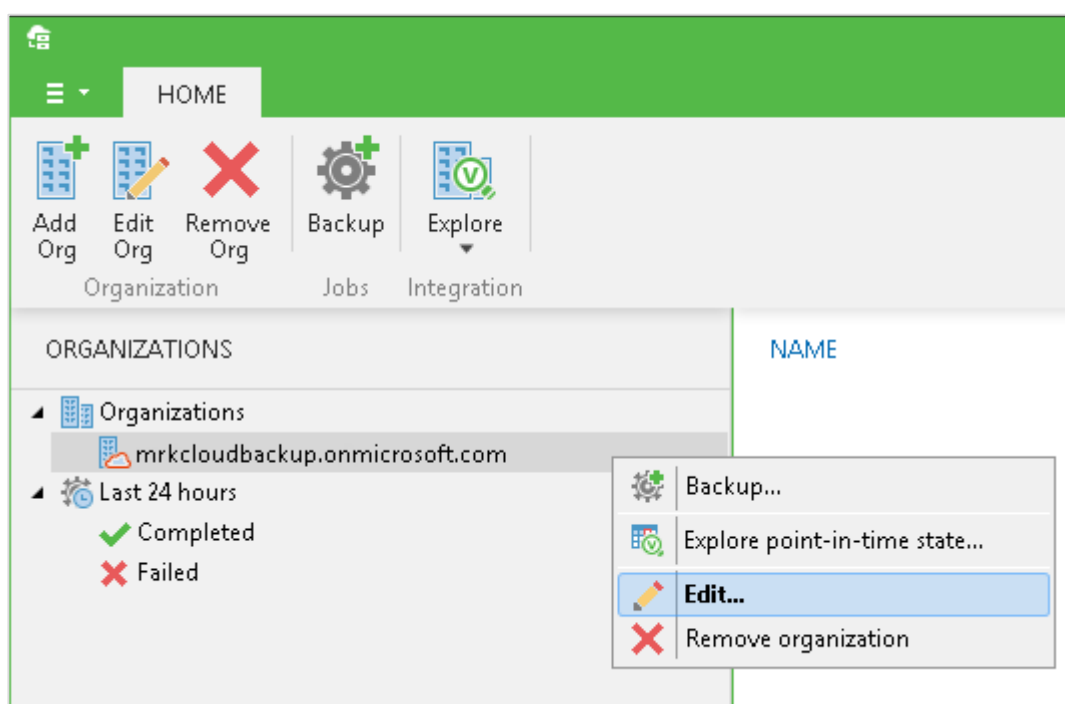 HOME
Add Org
Edit Org
Remove Org
Backup
Explore
Organization
Jobs
Integration
ORGANIZATIONS
NAME
Organizations
mrkcloudbackup.onmicrosoft.com
Last 24 hours
Completed
Failed
Backup...
Explore point-in-time state...
Edit...
Remove organization